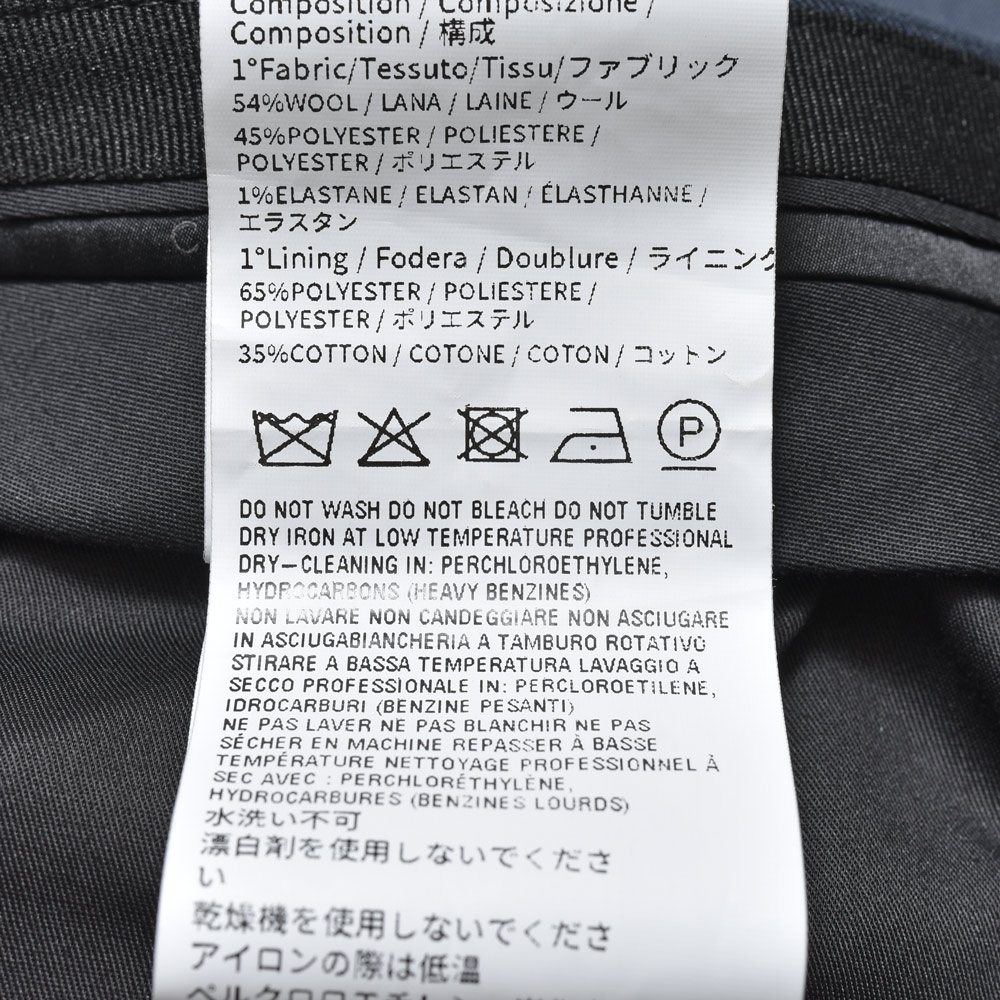 Composition / Composizione /
Composition / 構成
1°Fabric/Tessuto/Tissu/ファブリック
54%WOOL / LANA / LAINE / ウール
45%POLYESTER / POLIESTERE /
POLYESTER / ポリエステル
1%ELASTANE / ELASTAN / ÉLASTHANNE /
エラスタン
1°Lining / Fodera / Doublure / ライニング
65%POLYESTER / POLIESTERE /
POLYESTER / ポリエステル
35%COTTON / COTONE / COTON / コットン
P
DO NOT WASH DO NOT BLEACH DO NOT TUMBLE
DRY IRON AT LOW TEMPERATURE PROFESSIONAL
DRY-CLEANING IN: PERCHLOROETHYLENE,
HYDROCARBONS (HEAVY BENZINES)
NON LAVARE NON CANDEGGIARE NON ASCIUGARE
IN ASCIUGABIANCHERIA A TAMBURO ROTATIVO
STIRARE A BASSA TEMPERATURA LAVAGGIO A
SECCO PROFESSIONALE IN: PERCLOROETILENE,
IDROCARBURI (BENZINE PESANTI)
NE PAS LAVER NE PAS BLANCHIR NE PAS
SÉCHER EN MACHINE REPASSER À BASSE
TEMPÉRATURE NETTOYAGE PROFESSIONNEL À
SEC AVEC : PERCHLORÉTHYLÈNE,
HYDROCARBURES (BENZINES LOURDS)
水洗い不可
漂白剤を使用しないでくださ
い
乾燥機を使用しないでくださ
アイロンの際は低温